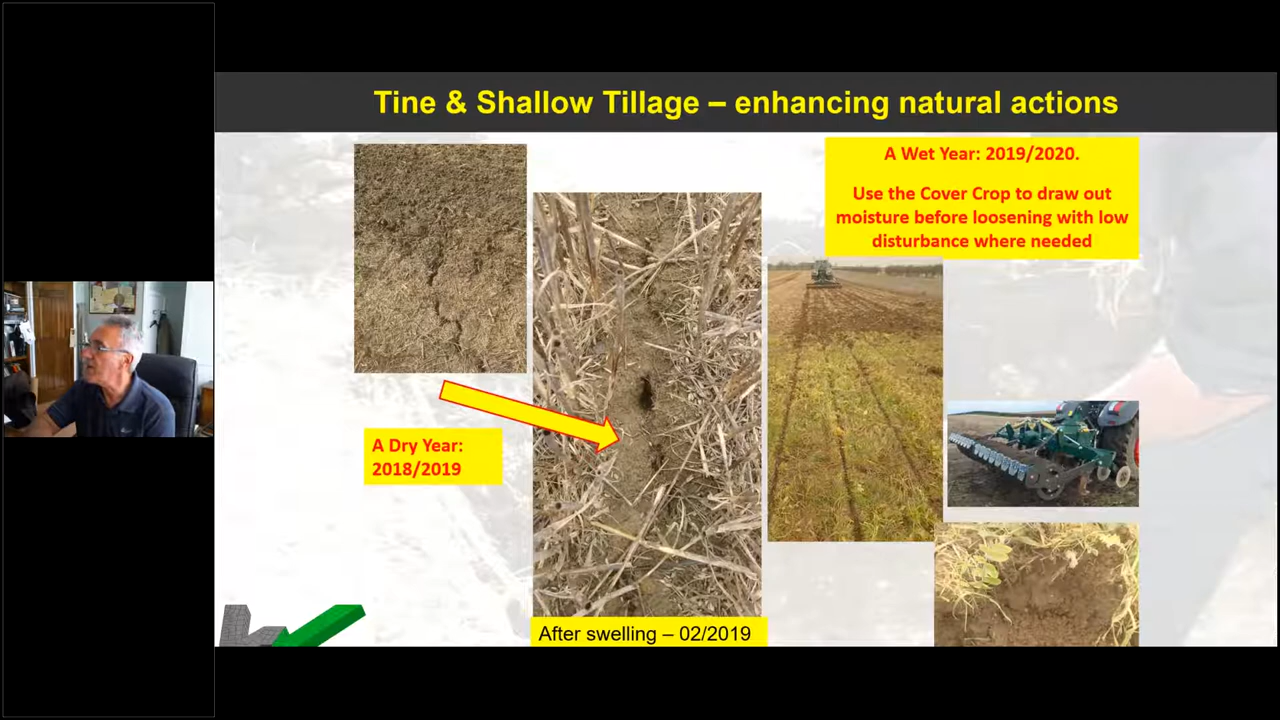 Tine & Shallow Tillage – enhancing natural actions
A Wet Year: 2019/2020.
Use the Cover Crop to draw out
moisture before loosening with low
disturbance where needed
A Dry Year:
2018/2019
After swelling – 02/2019